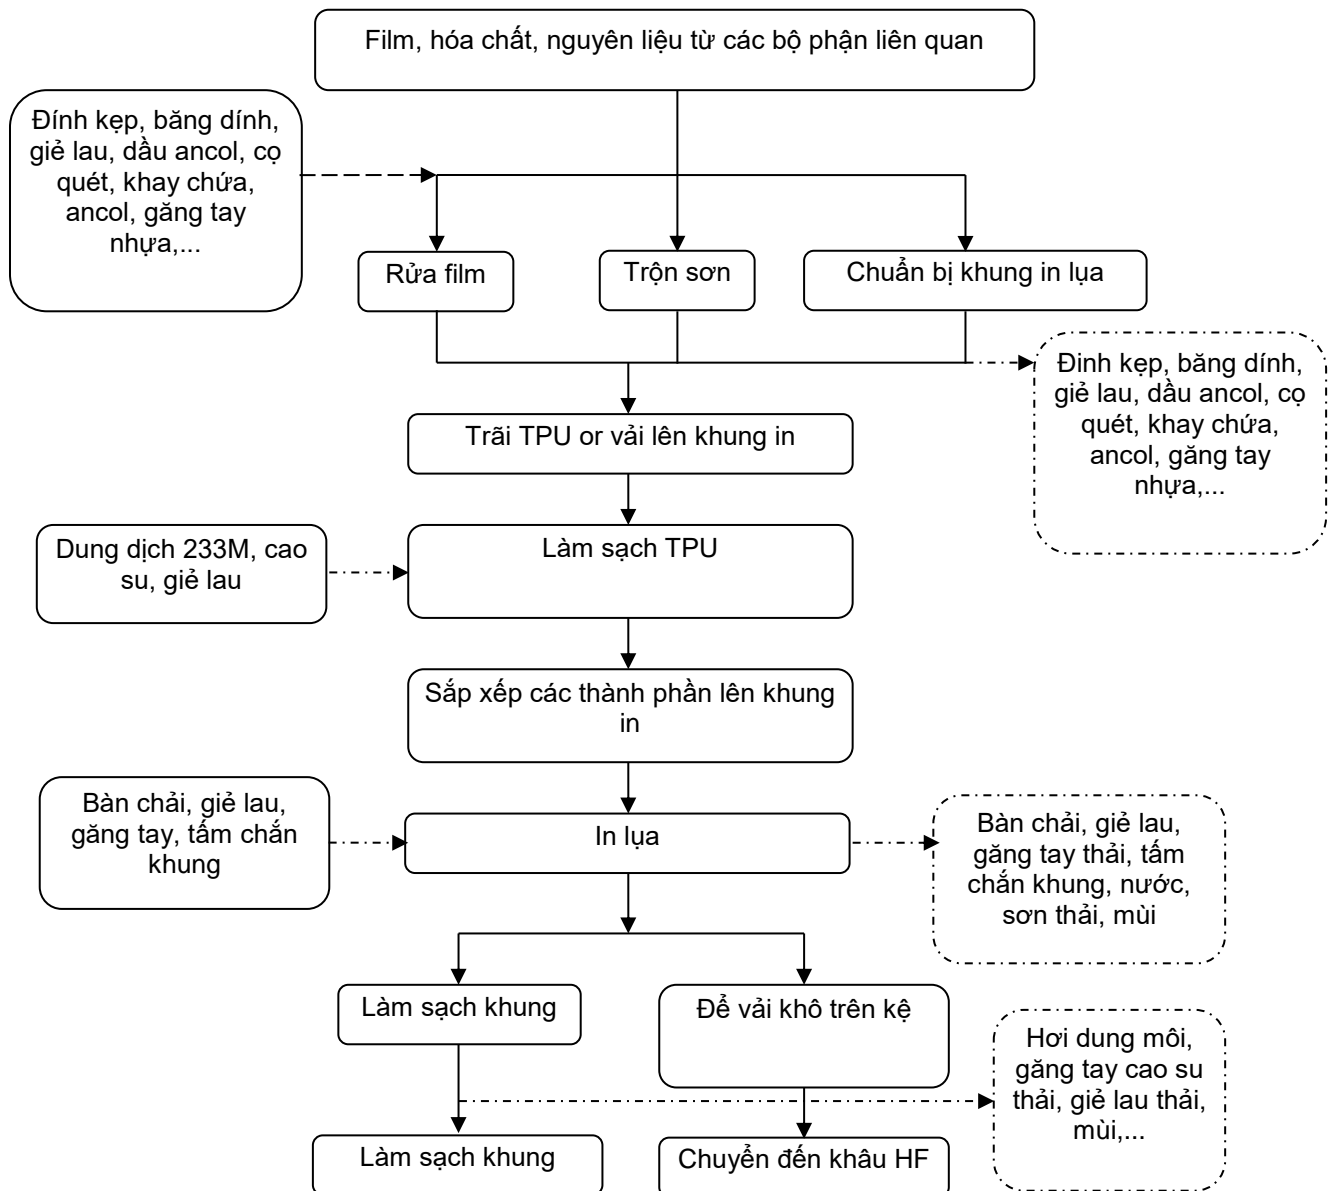 Film, hóa chất, nguyên liệu từ các bộ phận liên quan
Đính kẹp, băng dính,
giẻ lau, dầu ancol, cọ
quét, khay chứa,
ancol, găng tay
nhựa,...
Rửa film
Trộn sơn
Chuẩn bị khung in lụa
Đinh kẹp, băng dính,
giẻ lau, dầu ancol, cọ
quét, khay chứa,
ancol, găng tay
nhựa,...
Trãi TPU or vải lên khung in
Dung dịch 233M, cao
su, giẻ lau
Làm sạch TPU
Sắp xếp các thành phần lên khung
in
Bàn chải, giẻ lau,
găng tay, tấm chắn
khung
In lụa
Bàn chải, giẻ lau,
găng tay thải, tấm
chắn khung, nước,
sơn thải, mùi
Làm sạch khung
Để vải khô trên kệ
Hơi dung môi,
găng tay cao su
thải, giẻ lau thải,
mùi,...
Làm sạch khung
Chuyển đến khâu HF